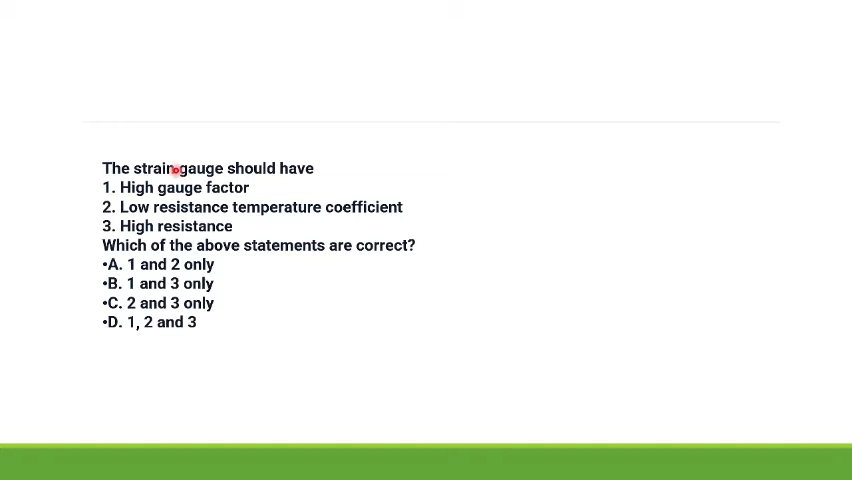 The strain gauge should have
1. High gauge factor
2. Low resistance temperature coefficient
3. High resistance
Which of the above statements are correct?
•A. 1 and 2 only
•B. 1 and 3 only
•C. 2 and 3 only
•D. 1, 2 and 3